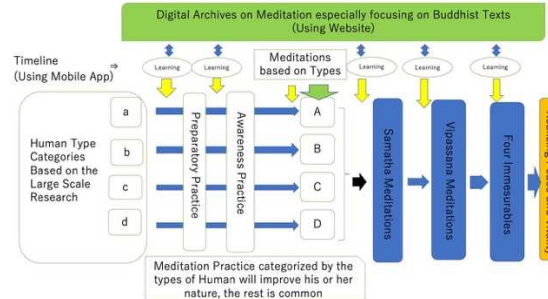 Digital Archives on Meditation especially focusing on Buddhist Texts
(Using Website)
Timeline ⇒
(Using Mobile App)
Learning
Learning
Meditations
based on Types
Learning
Learning
Learning
Human Type
Categories
Based on the
Large Scale
Research
a
b
c
d
Preparatory Practice
Awareness Practice
A
B
C
D
Samatha Meditations
Vipassana Meditations
Four Immesurables
Meditation Practice categorized by the
types of Human will improve his or her
nature, the rest is common